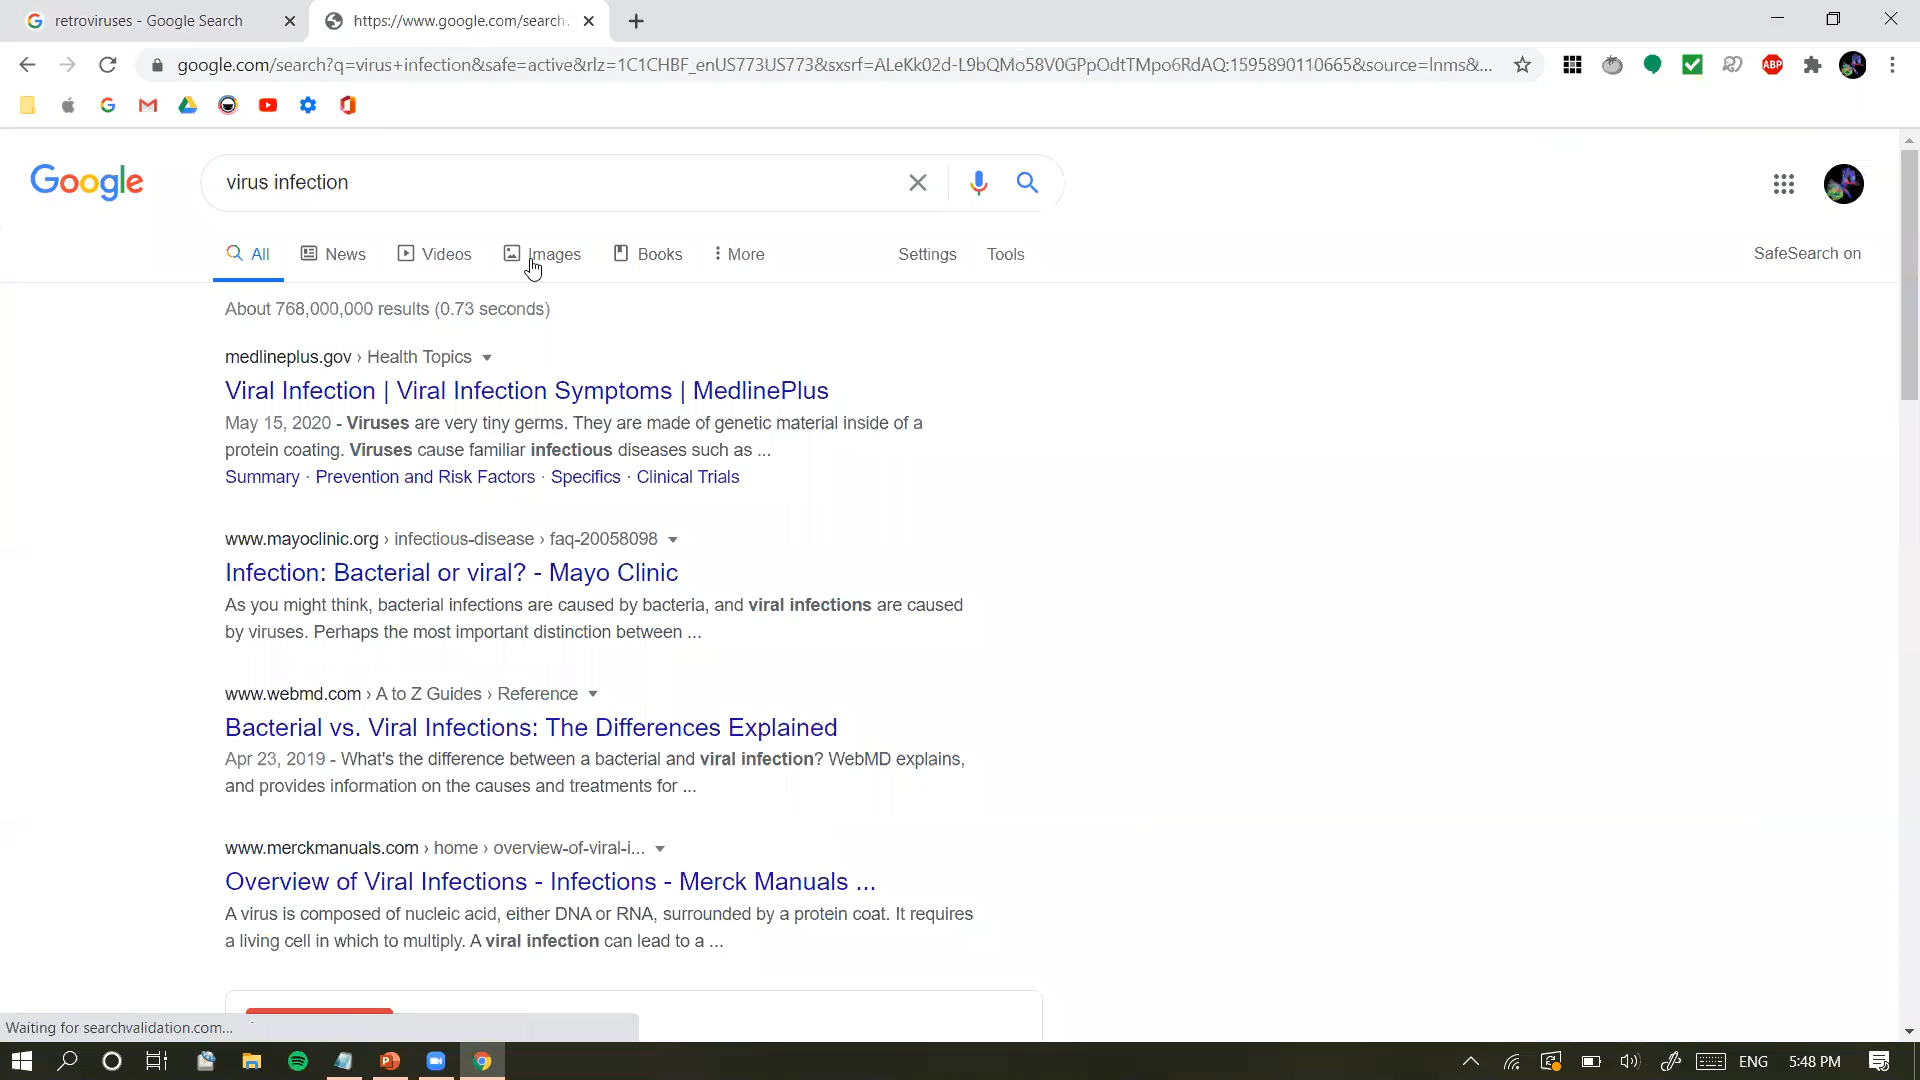 retroviruses - Google Search
https://www.google.com/search
google.com/search?q=virus+infection&safe=active&rlz=1C1CHBF_enUS773US773&sxsrf=ALeKk02d-L9bQMo58V0GPpOdtTMpo6RdAQ:1595890110665&source=lnms&...
ABP
Google
virus infection
All News Videos Images Books More Settings Tools SafeSearch on
About 768,000,000 results (0.73 seconds)
medlineplus.gov › Health Topics
Viral Infection | Viral Infection Symptoms | MedlinePlus
May 15, 2020 - Viruses are very tiny germs. They are made of genetic material inside of a
protein coating. Viruses cause familiar infectious diseases such as ...
Summary · Prevention and Risk Factors · Specifics · Clinical Trials
www.mayoclinic.org › infectious-disease › faq-20058098
Infection: Bacterial or viral? - Mayo Clinic
As you might think, bacterial infections are caused by bacteria, and viral infections are caused
by viruses. Perhaps the most important distinction between ...
www.webmd.com › A to Z Guides › Reference
Bacterial vs. Viral Infections: The Differences Explained
Apr 23, 2019 - What's the difference between a bacterial and viral infection? WebMD explains,
and provides information on the causes and treatments for ...
www.merckmanuals.com › home › overview-of-viral-i...
Overview of Viral Infections - Infections - Merck Manuals ...
A virus is composed of nucleic acid, either DNA or RNA, surrounded by a protein coat. It requires
a living cell in which to multiply. A viral infection can lead to a ...
Waiting for searchvalidation.com...
ENG 5:48 PM